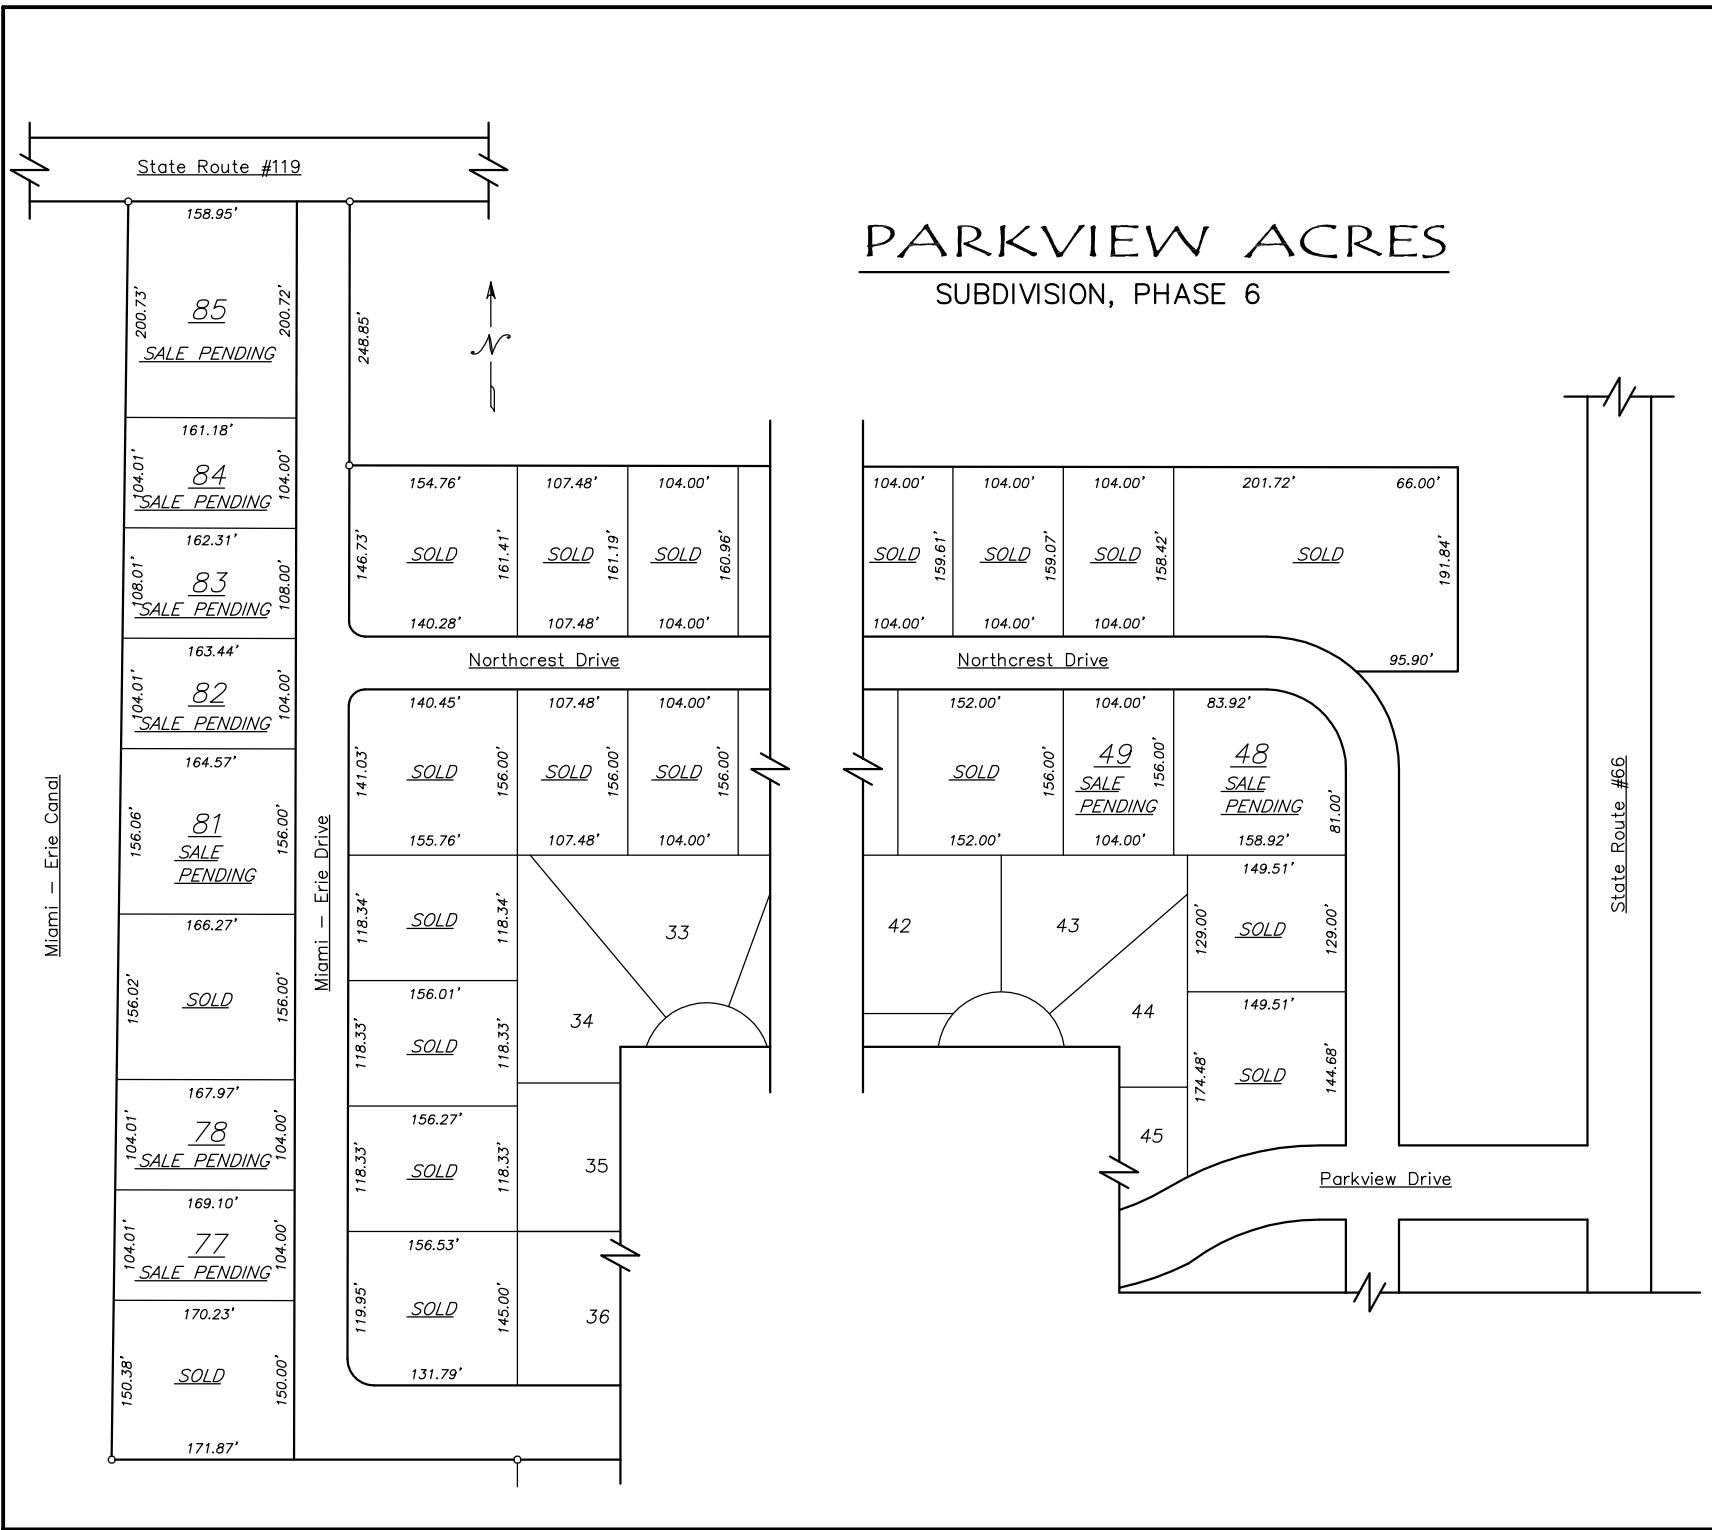 State Route #119
PARKVIEW ACRES
SUBDIVISION, PHASE 6
N
158.95'
200.73'
85
200.72'
SALE PENDING
248.85'
161.18'
104.01'
84
104.00'
SALE PENDING
162.31'
108.01'
83
108.00'
SALE PENDING
163.44'
104.01'
82
104.00'
SALE PENDING
164.57'
156.06'
81
156.00'
SALE
PENDING
166.27'
156.02'
SOLD
156.00'
167.97'
104.01'
78
104.00'
SALE PENDING
169.10'
104.01'
77
104.00'
SALE PENDING
170.23'
150.38'
SOLD
150.00'
171.87'
Miami - Erie Canal
Miami - Erie Drive
154.76'
107.48'
104.00'
146.73'
SOLD
161.41'
SOLD
161.19'
SOLD
160.96'
140.28'
107.48'
104.00'
104.00'
104.00'
104.00'
201.72'
66.00'
SOLD
159.61'
SOLD
159.07'
SOLD
158.42'
SOLD
191.84'
104.00'
104.00'
104.00'
95.90'
Northcrest Drive
Northcrest Drive
140.45'
107.48'
104.00'
141.03'
SOLD
156.00'
SOLD
156.00'
SOLD
156.00'
155.76'
107.48'
104.00'
152.00'
104.00'
83.92'
SOLD
156.00'
49
156.00'
SALE
PENDING
48
SALE
PENDING
81.00'
152.00'
104.00'
158.92'
118.34'
SOLD
118.34'
156.01'
118.33'
SOLD
118.33'
156.27'
118.33'
SOLD
118.33'
156.53'
119.95'
SOLD
145.00'
131.79'
33
34
35
36
42
43
44
45
149.51'
129.00'
SOLD
129.00'
149.51'
174.48'
SOLD
144.68'
Parkview Drive
State Route #66